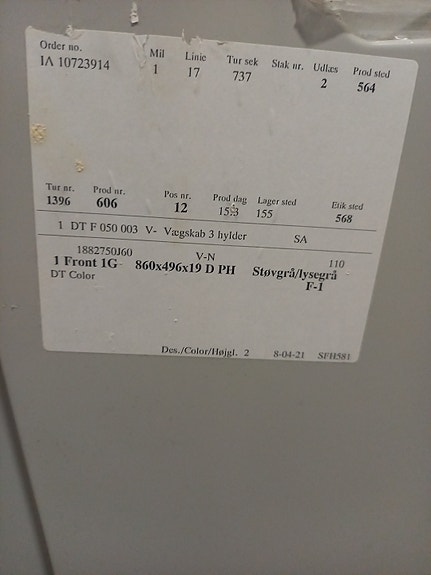 Order no. Mil Linie Tur sek Stak nr. Udlæs Prod sted
1A 10723914 1 17 737 2 564
Tur nr. Prod nr. Pos nr. Prod dag Lager sted Etik sted
1396 606 12 15:3 155 568
1 DT F 050 003 V- Vægskab 3 hylder SA
1882750J60 V-N 110
1 Front 1G- 860x496x19 D PH Støvgrå/lysegrå
DT Color F-1
Des./Color/Højgl. 2 8-04-21 SFH581